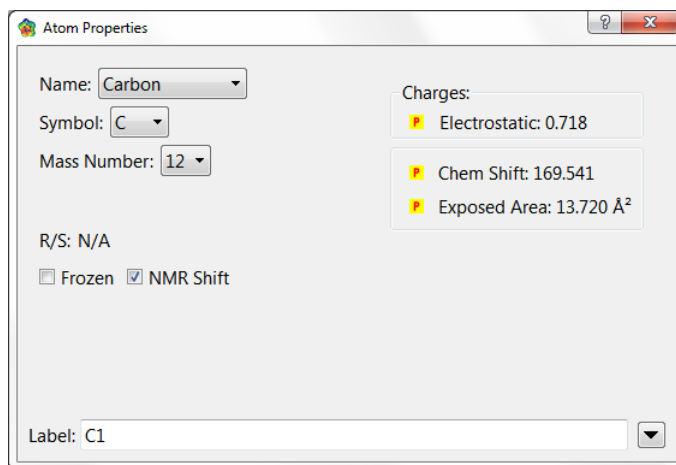 Atom Properties
Name: Carbon
Symbol: C
Mass Number: 12
R/S: N/A
Frozen NMR Shift
Charges:
P Electrostatic: 0.718
P Chem Shift: 169.541
P Exposed Area: 13.720 Å²
Label: C1